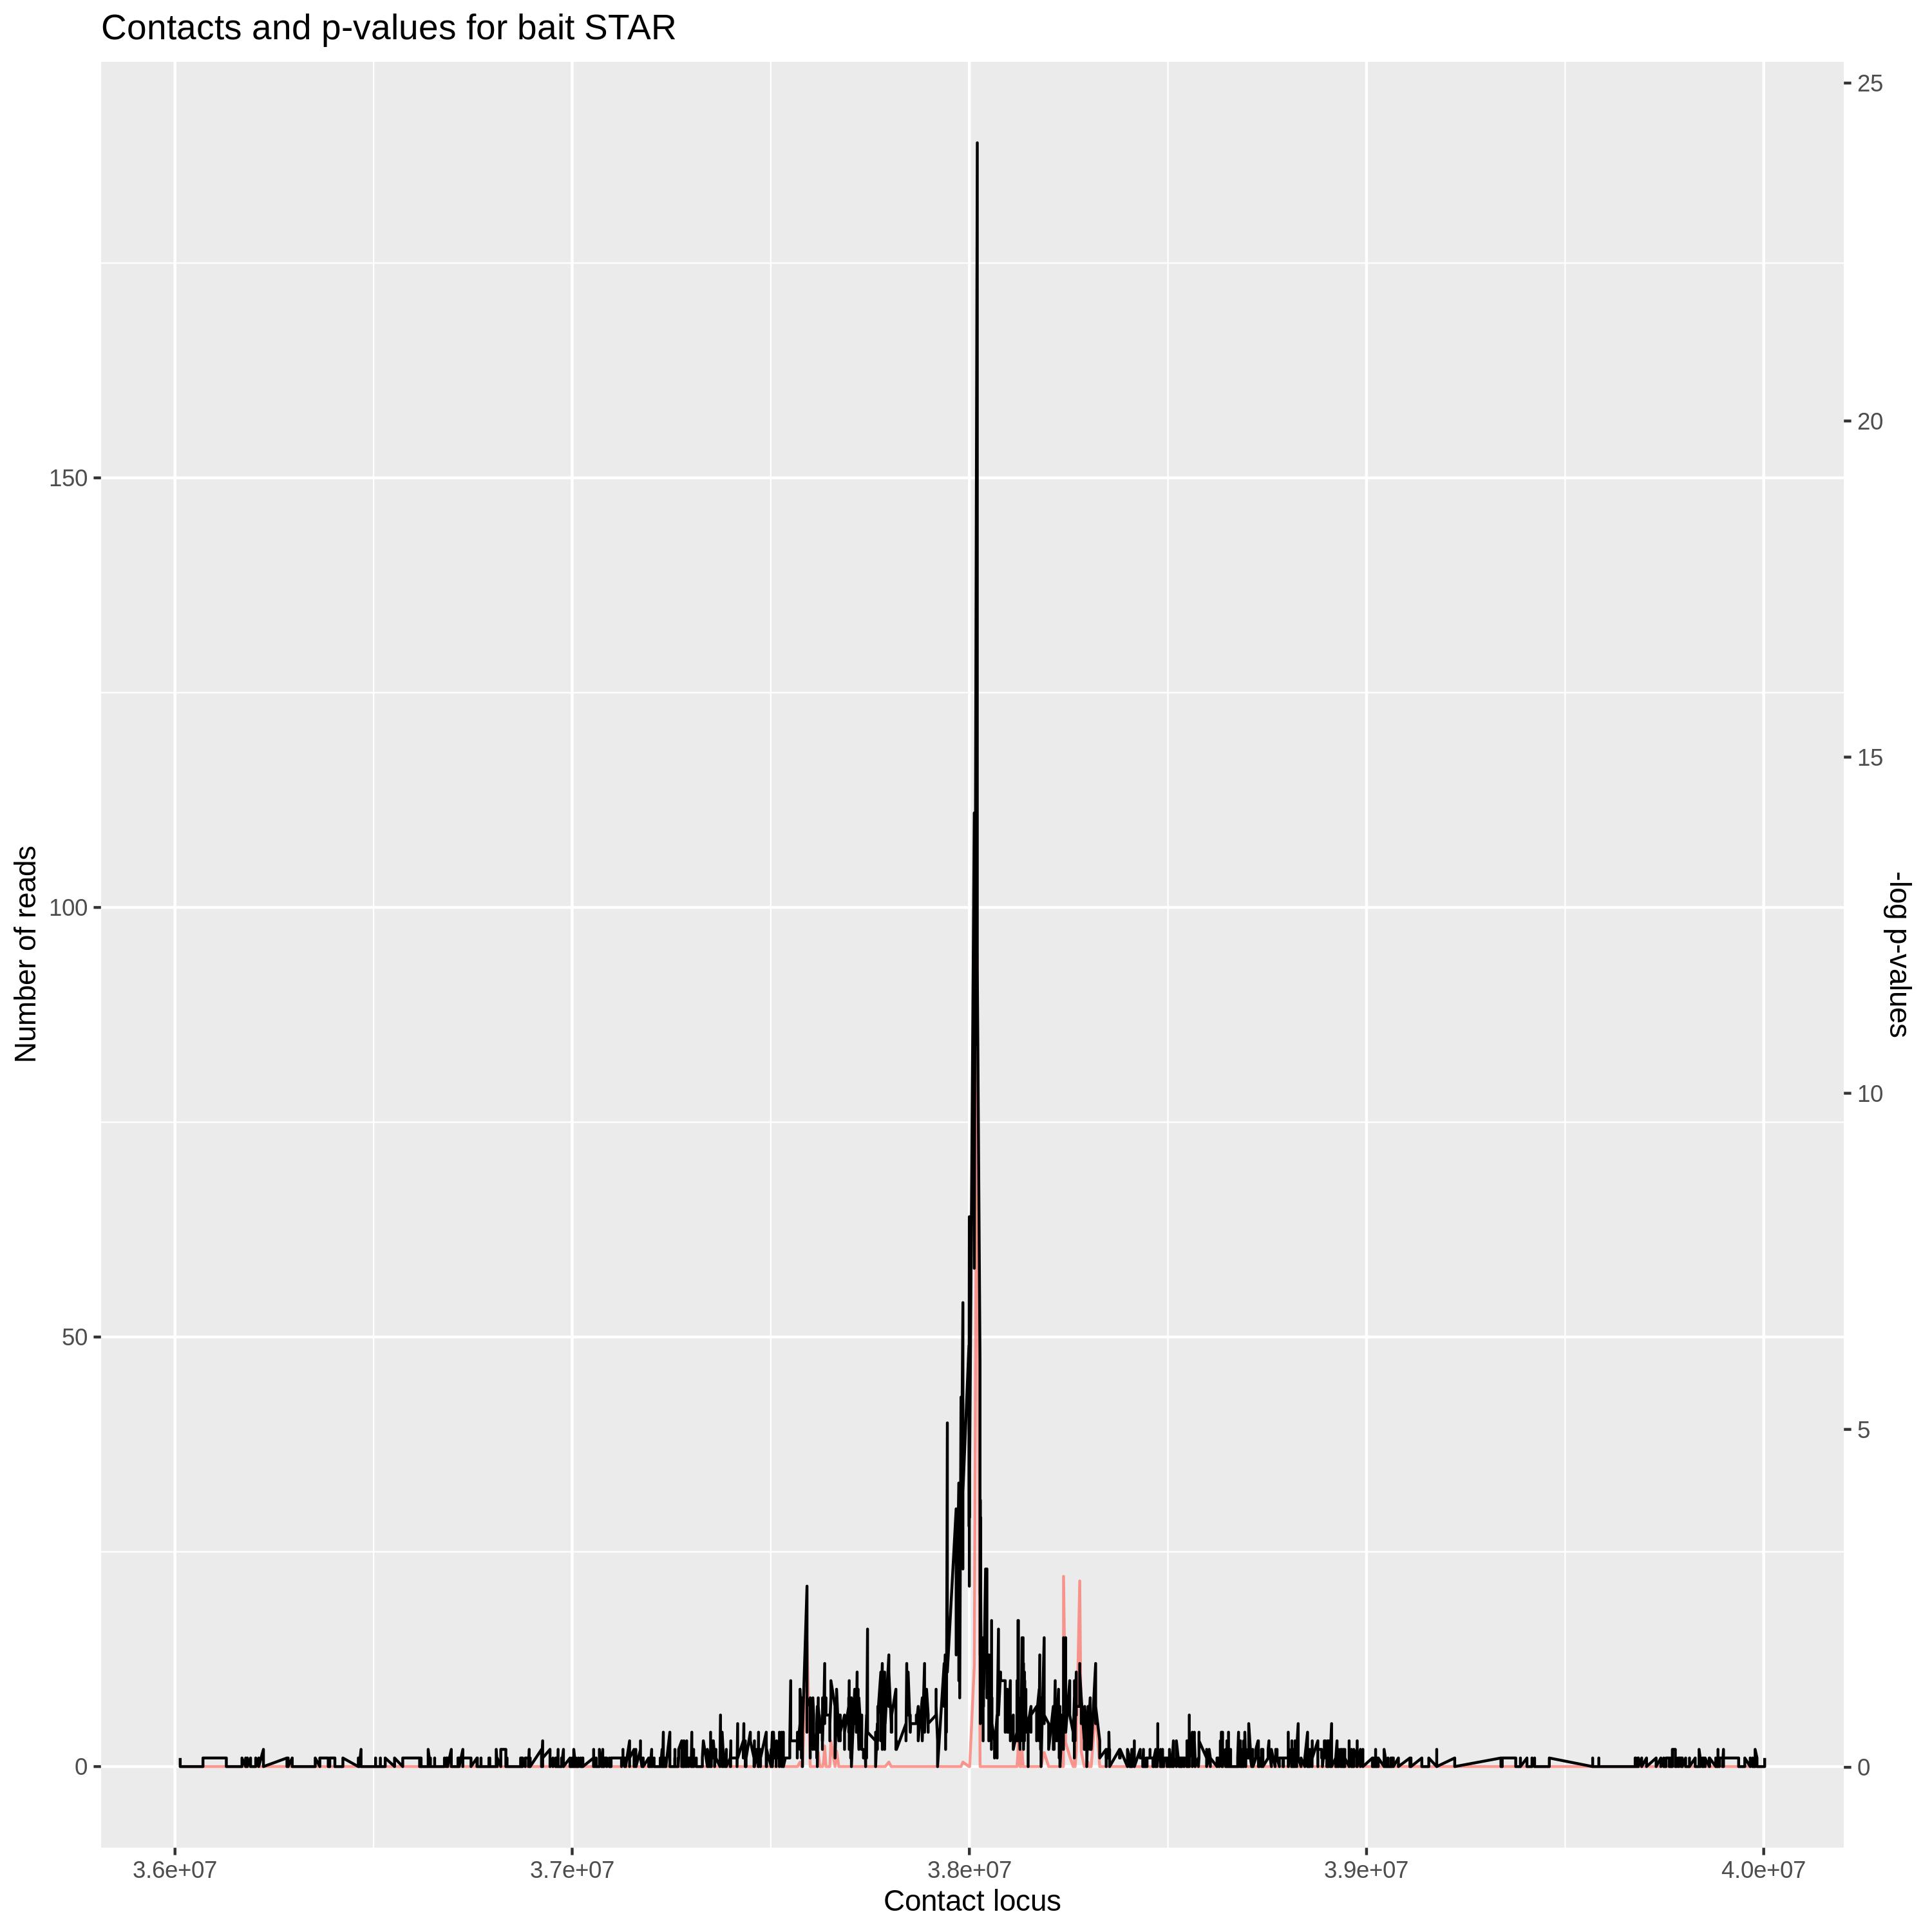 Contacts and p-values for bait STAR
Number of reads
150
100
50
0
25
20
15
10
5
0
-log p-values
3.6e+07
3.7e+07
3.8e+07
3.9e+07
4.0e+07
Contact locus